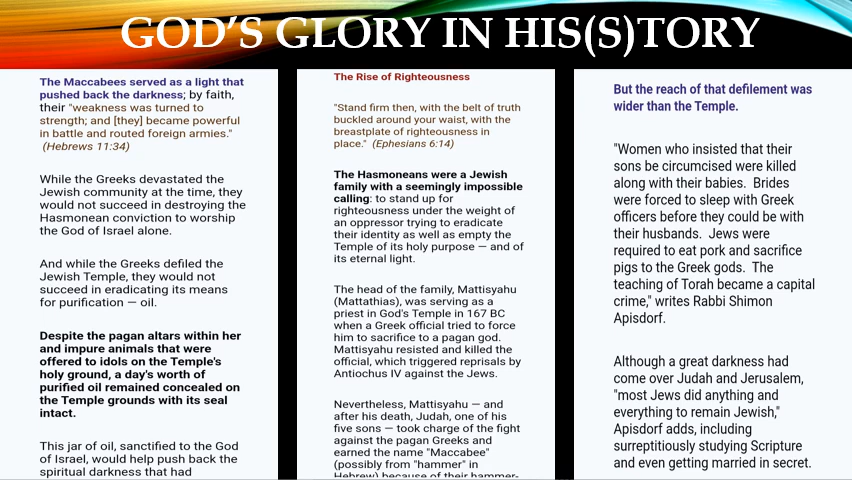 GOD'S GLORY IN HIS(S)TORY
The Maccabees served as a light that
pushed back the darkness; by faith,
their "weakness was turned to
strength; and [they] became powerful
in battle and routed foreign armies."
(Hebrews 11:34)
While the Greeks devastated the
Jewish community at the time, they
would not succeed in destroying the
Hasmonean conviction to worship
the God of Israel alone.
And while the Greeks defiled the
Jewish Temple, they would not
succeed in eradicating its means
for purification — oil.
Despite the pagan altars within her
and impure animals that were
offered to idols on the Temple's
holy ground, a day's worth of
purified oil remained concealed on
the Temple grounds with its seal
intact.
This jar of oil, sanctified to the God
of Israel, would help push back the
spiritual darkness that had
The Rise of Righteousness
"Stand firm then, with the belt of truth
buckled around your waist, with the
breastplate of righteousness in
place." (Ephesians 6:14)
The Hasmoneans were a Jewish
family with a seemingly impossible
calling: to stand up for
righteousness under the weight of
an oppressor trying to eradicate
their identity as well as empty the
Temple of its holy purpose — and of
its eternal light.
The head of the family, Mattisyahu
(Mattathias), was serving as a
priest in God's Temple in 167 BC
when a Greek official tried to force
him to sacrifice to a pagan god.
Mattisyahu resisted and killed the
official, which triggered reprisals by
Antiochus IV against the Jews.
Nevertheless, Mattisyahu — and
after his death, Judah, one of his
five sons — took charge of the fight
against the pagan Greeks and
earned the name "Maccabee"
(possibly from "hammer" in
Hebrew) because of their hammer-
But the reach of that defilement was
wider than the Temple.
"Women who insisted that their
sons be circumcised were killed
along with their babies. Brides
were forced to sleep with Greek
officers before they could be with
their husbands. Jews were
required to eat pork and sacrifice
pigs to the Greek gods. The
teaching of Torah became a capital
crime," writes Rabbi Shimon
Apisdorf.
Although a great darkness had
come over Judah and Jerusalem,
"most Jews did anything and
everything to remain Jewish,"
Apisdorf adds, including
surreptitiously studying Scripture
and even getting married in secret.